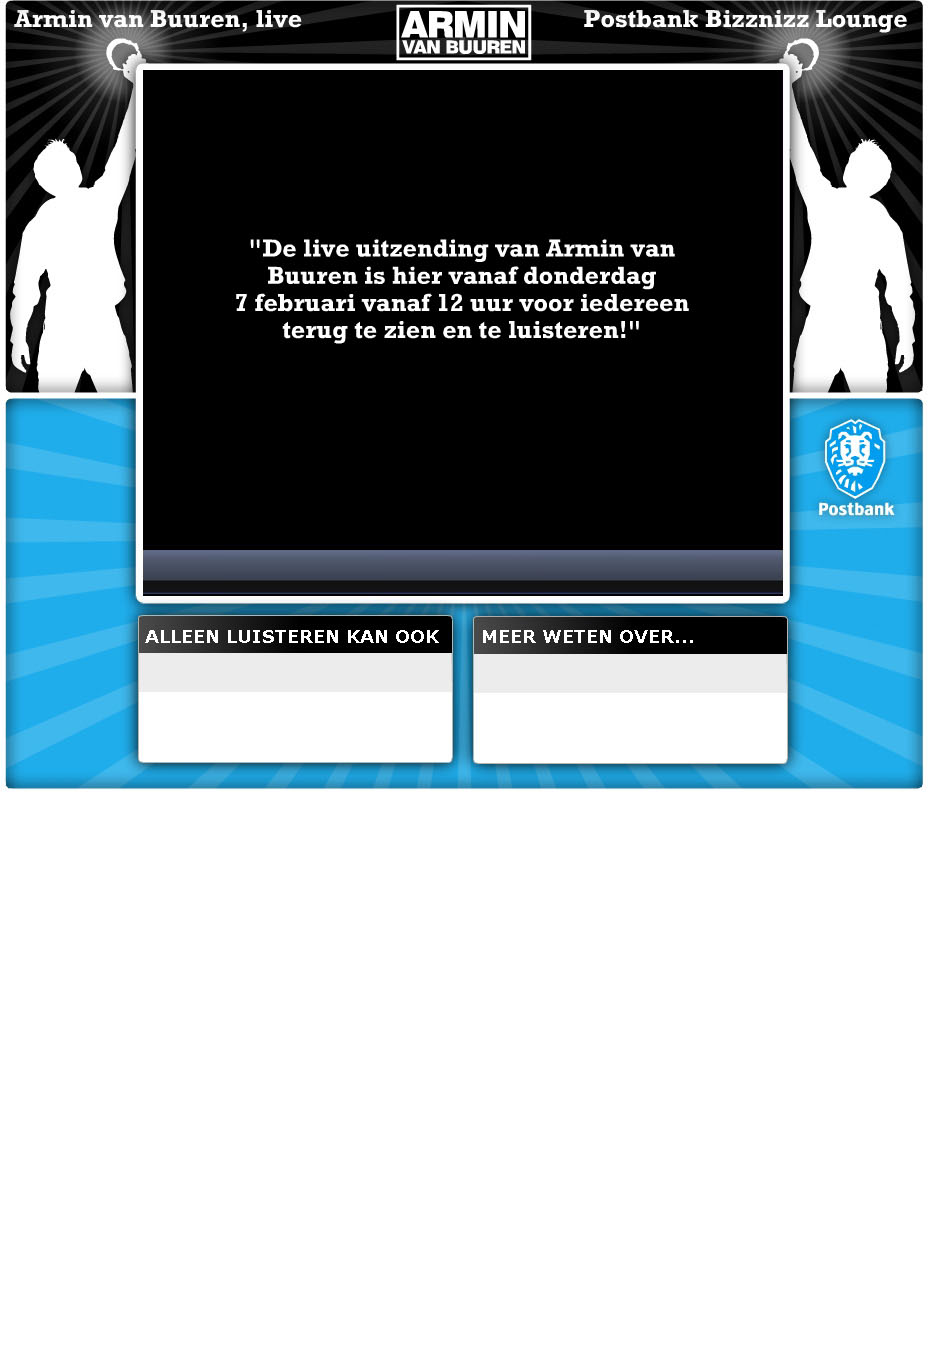 Armin van Buuren, live
ARMIN
VAN BUUREN
Postbank Bizznizz Lounge
"De live uitzending van Armin van
Buuren is hier vanaf donderdag
7 februari vanaf 12 uur voor iedereen
terug te zien en te luisteren!"
Postbank
ALLEEN LUISTEREN KAN OOK
MEER WETEN OVER...